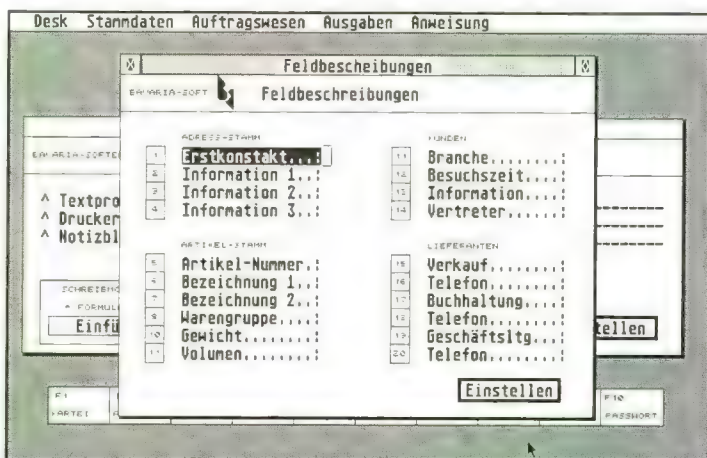 Desk Stammdaten Auftragswesen Ausgaben Anweisung
Feldbescheibungen
BAVARIA-SOFT Feldbeschreibungen
ADRESS-STAMM
1 Erstkonstakt...:
2 Information 1..:
3 Information 2..:
4 Information 3..:
ARTIKEL-STAMM
5 Artikel-Nummer.:
6 Bezeichnung 1..:
7 Bezeichnung 2..:
8 Warengruppe....:
10 Gewicht........:
11 Volumen........:
KUNDEN
11 Branche........:
12 Besuchszeit....:
13 Information....:
14 Vertreter......:
LIEFERANTEN
15 Verkauf........:
16 Telefon........:
17 Buchhaltung....:
18 Telefon........:
19 Geschäftsltg...:
20 Telefon........:
Einstellen
BAVARIA-SOFTE
^ Textpro
^ Drucker
^ Notizbl
^ FORMULE
Einfü
tellen
F1
KARTEI
F10
PASSWORT